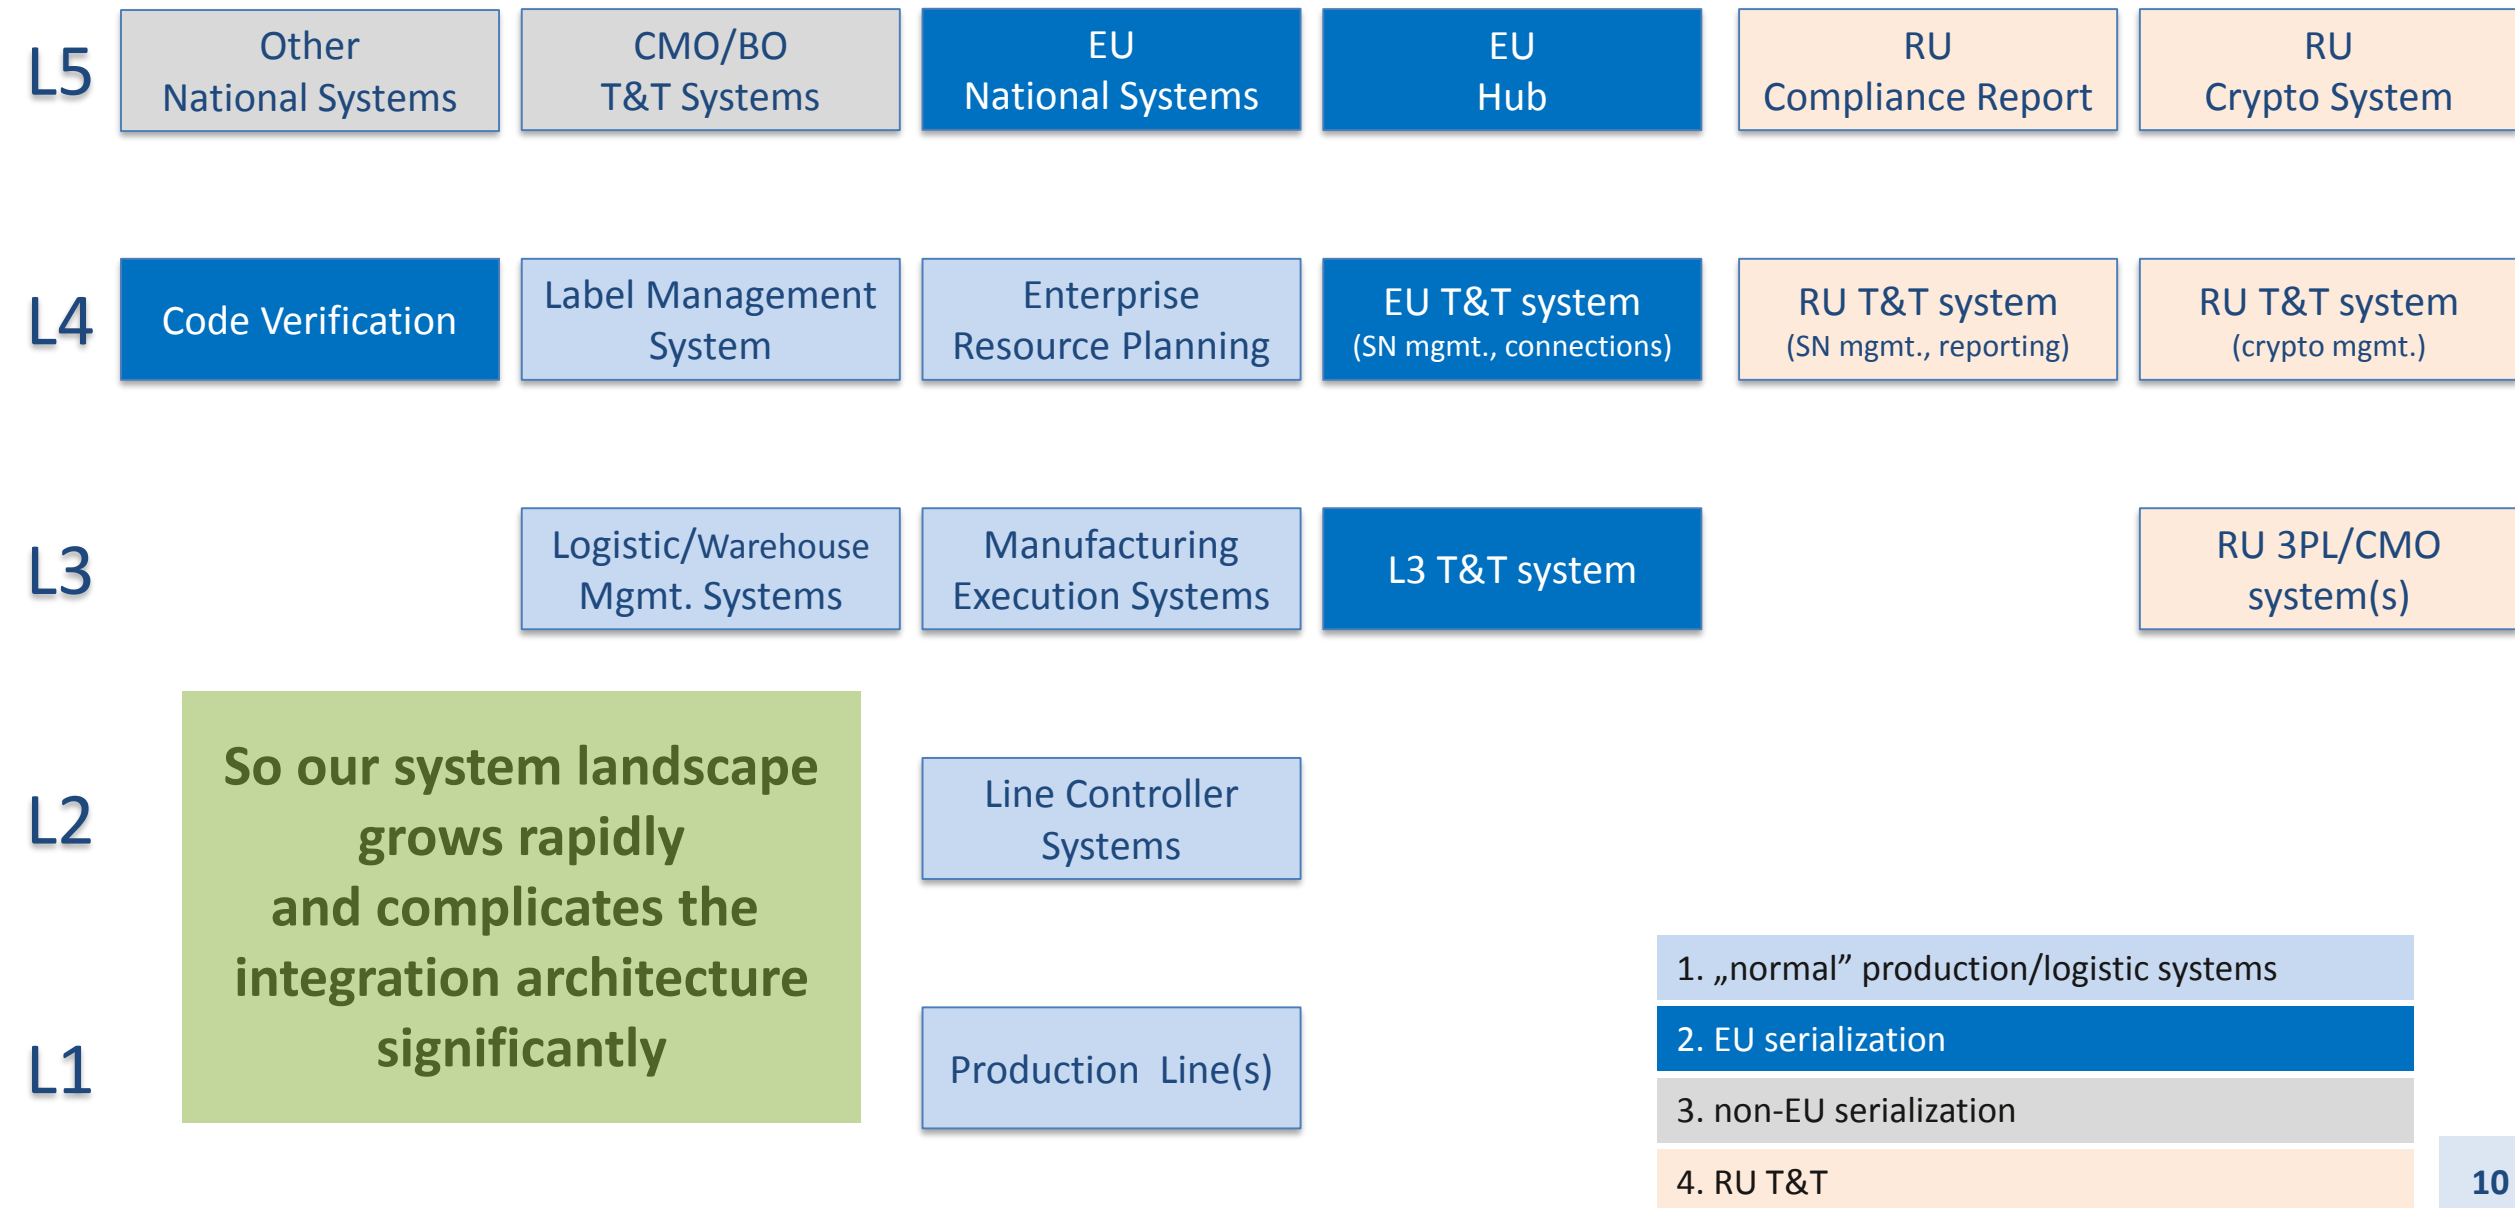 L5
Other
National Systems
CMO/BO
T&T Systems
EU
National Systems
EU
Hub
RU
Compliance Report
RU
Crypto System
L4
Code Verification
Label Management
System
Enterprise
Resource Planning
EU T&T system
(SN mgmt., connections)
RU T&T system
(SN mgmt., reporting)
RU T&T system
(crypto mgmt.)
L3
Logistic/Warehouse
Mgmt. Systems
Manufacturing
Execution Systems
L3 T&T system
RU 3PL/CMO
system(s)
So our system landscape
grows rapidly
and complicates the
integration architecture
significantly
L2
Line Controller
Systems
L1
Production Line(s)
1. „normal” production/logistic systems
2. EU serialization
3. non-EU serialization
4. RU T&T
10